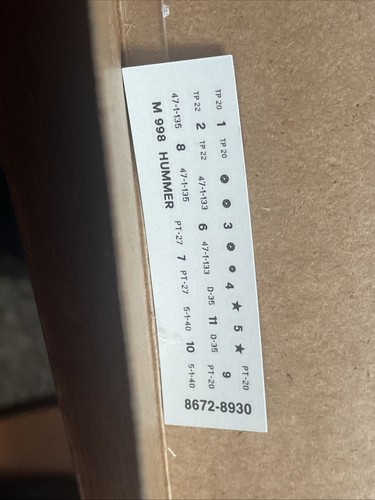 TP 20 1 TP 20 3 4 ★ 5 ★
TP 22 2 TP 22 47-1-133 6 47-1-133 D-35 11 D-35
PT-20 9 PT-20
47-1-135 8 47-1-135 PT-27 7 PT-27 5-1-40 10 5-1-40
M 998 HUMMER
8672-8930